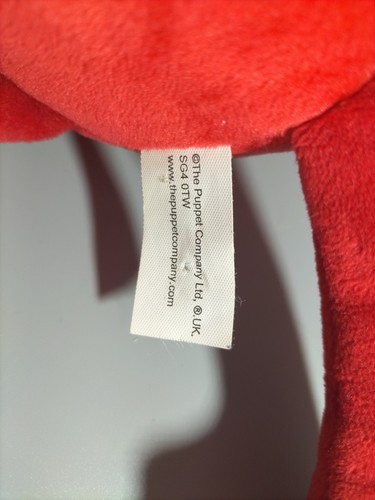 ©The Puppet Company Ltd, ®.UK.
SG4 0TW
www.thepuppetcompany.com